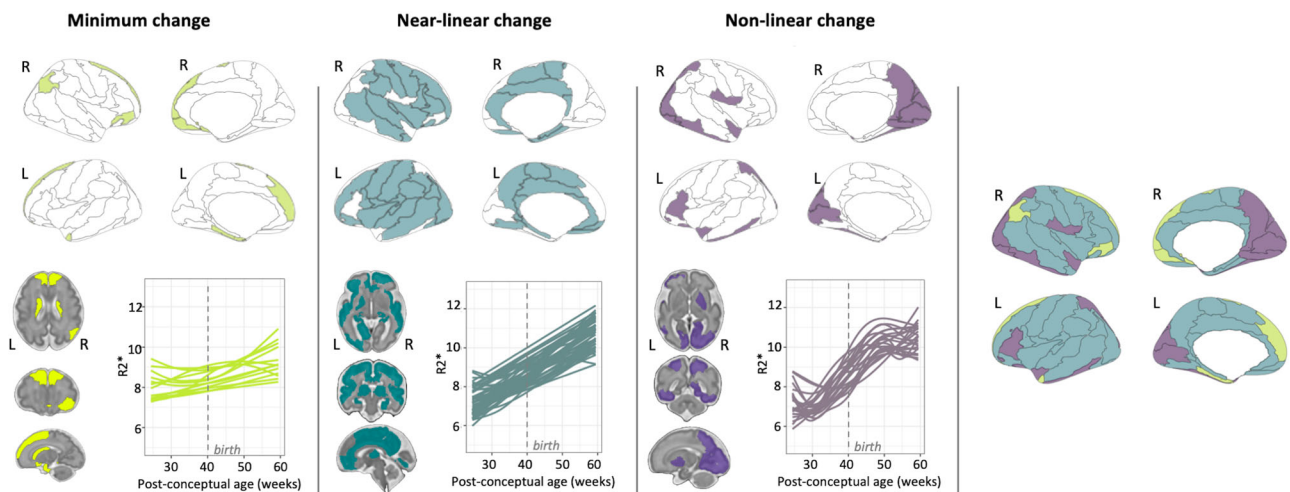 Minimum change
Near-linear change
Non-linear change
R
R
L
L
R
R
L
L
R
R
L
L
R
R
L
L
L
R
12
10
8
6
R2*
birth
30
40
50
60
Post-conceptual age (weeks)
L
R
12
10
8
6
R2*
birth
30
40
50
60
Post-conceptual age (weeks)
L
R
12
10
8
6
R2*
birth
30
40
50
60
Post-conceptual age (weeks)